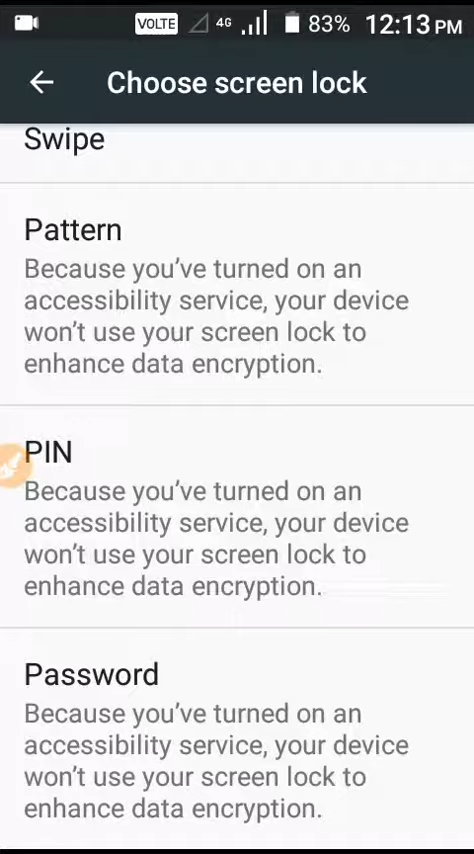 VOLTE 4G 83% 12:13 PM
Choose screen lock
Swipe
Pattern
Because you've turned on an
accessibility service, your device
won't use your screen lock to
enhance data encryption.
PIN
Because you've turned on an
accessibility service, your device
won't use your screen lock to
enhance data encryption.
Password
Because you've turned on an
accessibility service, your device
won't use your screen lock to
enhance data encryption.